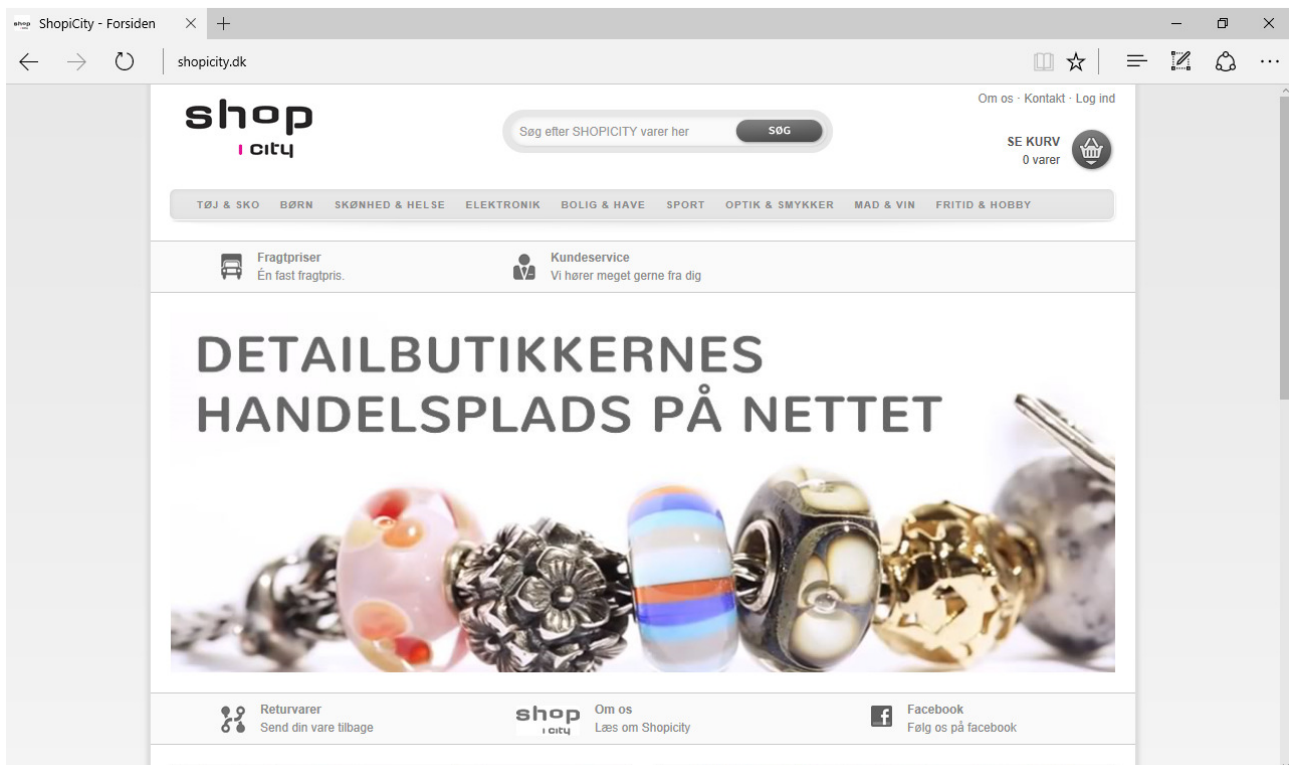 ShopiCity - Forsiden
shopicity.dk
shop
i city
Søg efter SHOPICITY varer her
SØG
Om os · Kontakt · Log ind
SE KURV
0 varer
TØJ & SKO BØRN SKØNHED & HELSE ELEKTRONIK BOLIG & HAVE SPORT OPTIK & SMYKKER MAD & VIN FRITID & HOBBY
Fragtpriser
Én fast fragtpris.
Kundeservice
Vi hører meget gerne fra dig
DETAILBUTIKKERNES
HANDELSPLADS PÅ NETTET
Returvarer
Send din vare tilbage
shop
i city
Om os
Læs om Shopicity
Facebook
Følg os på facebook